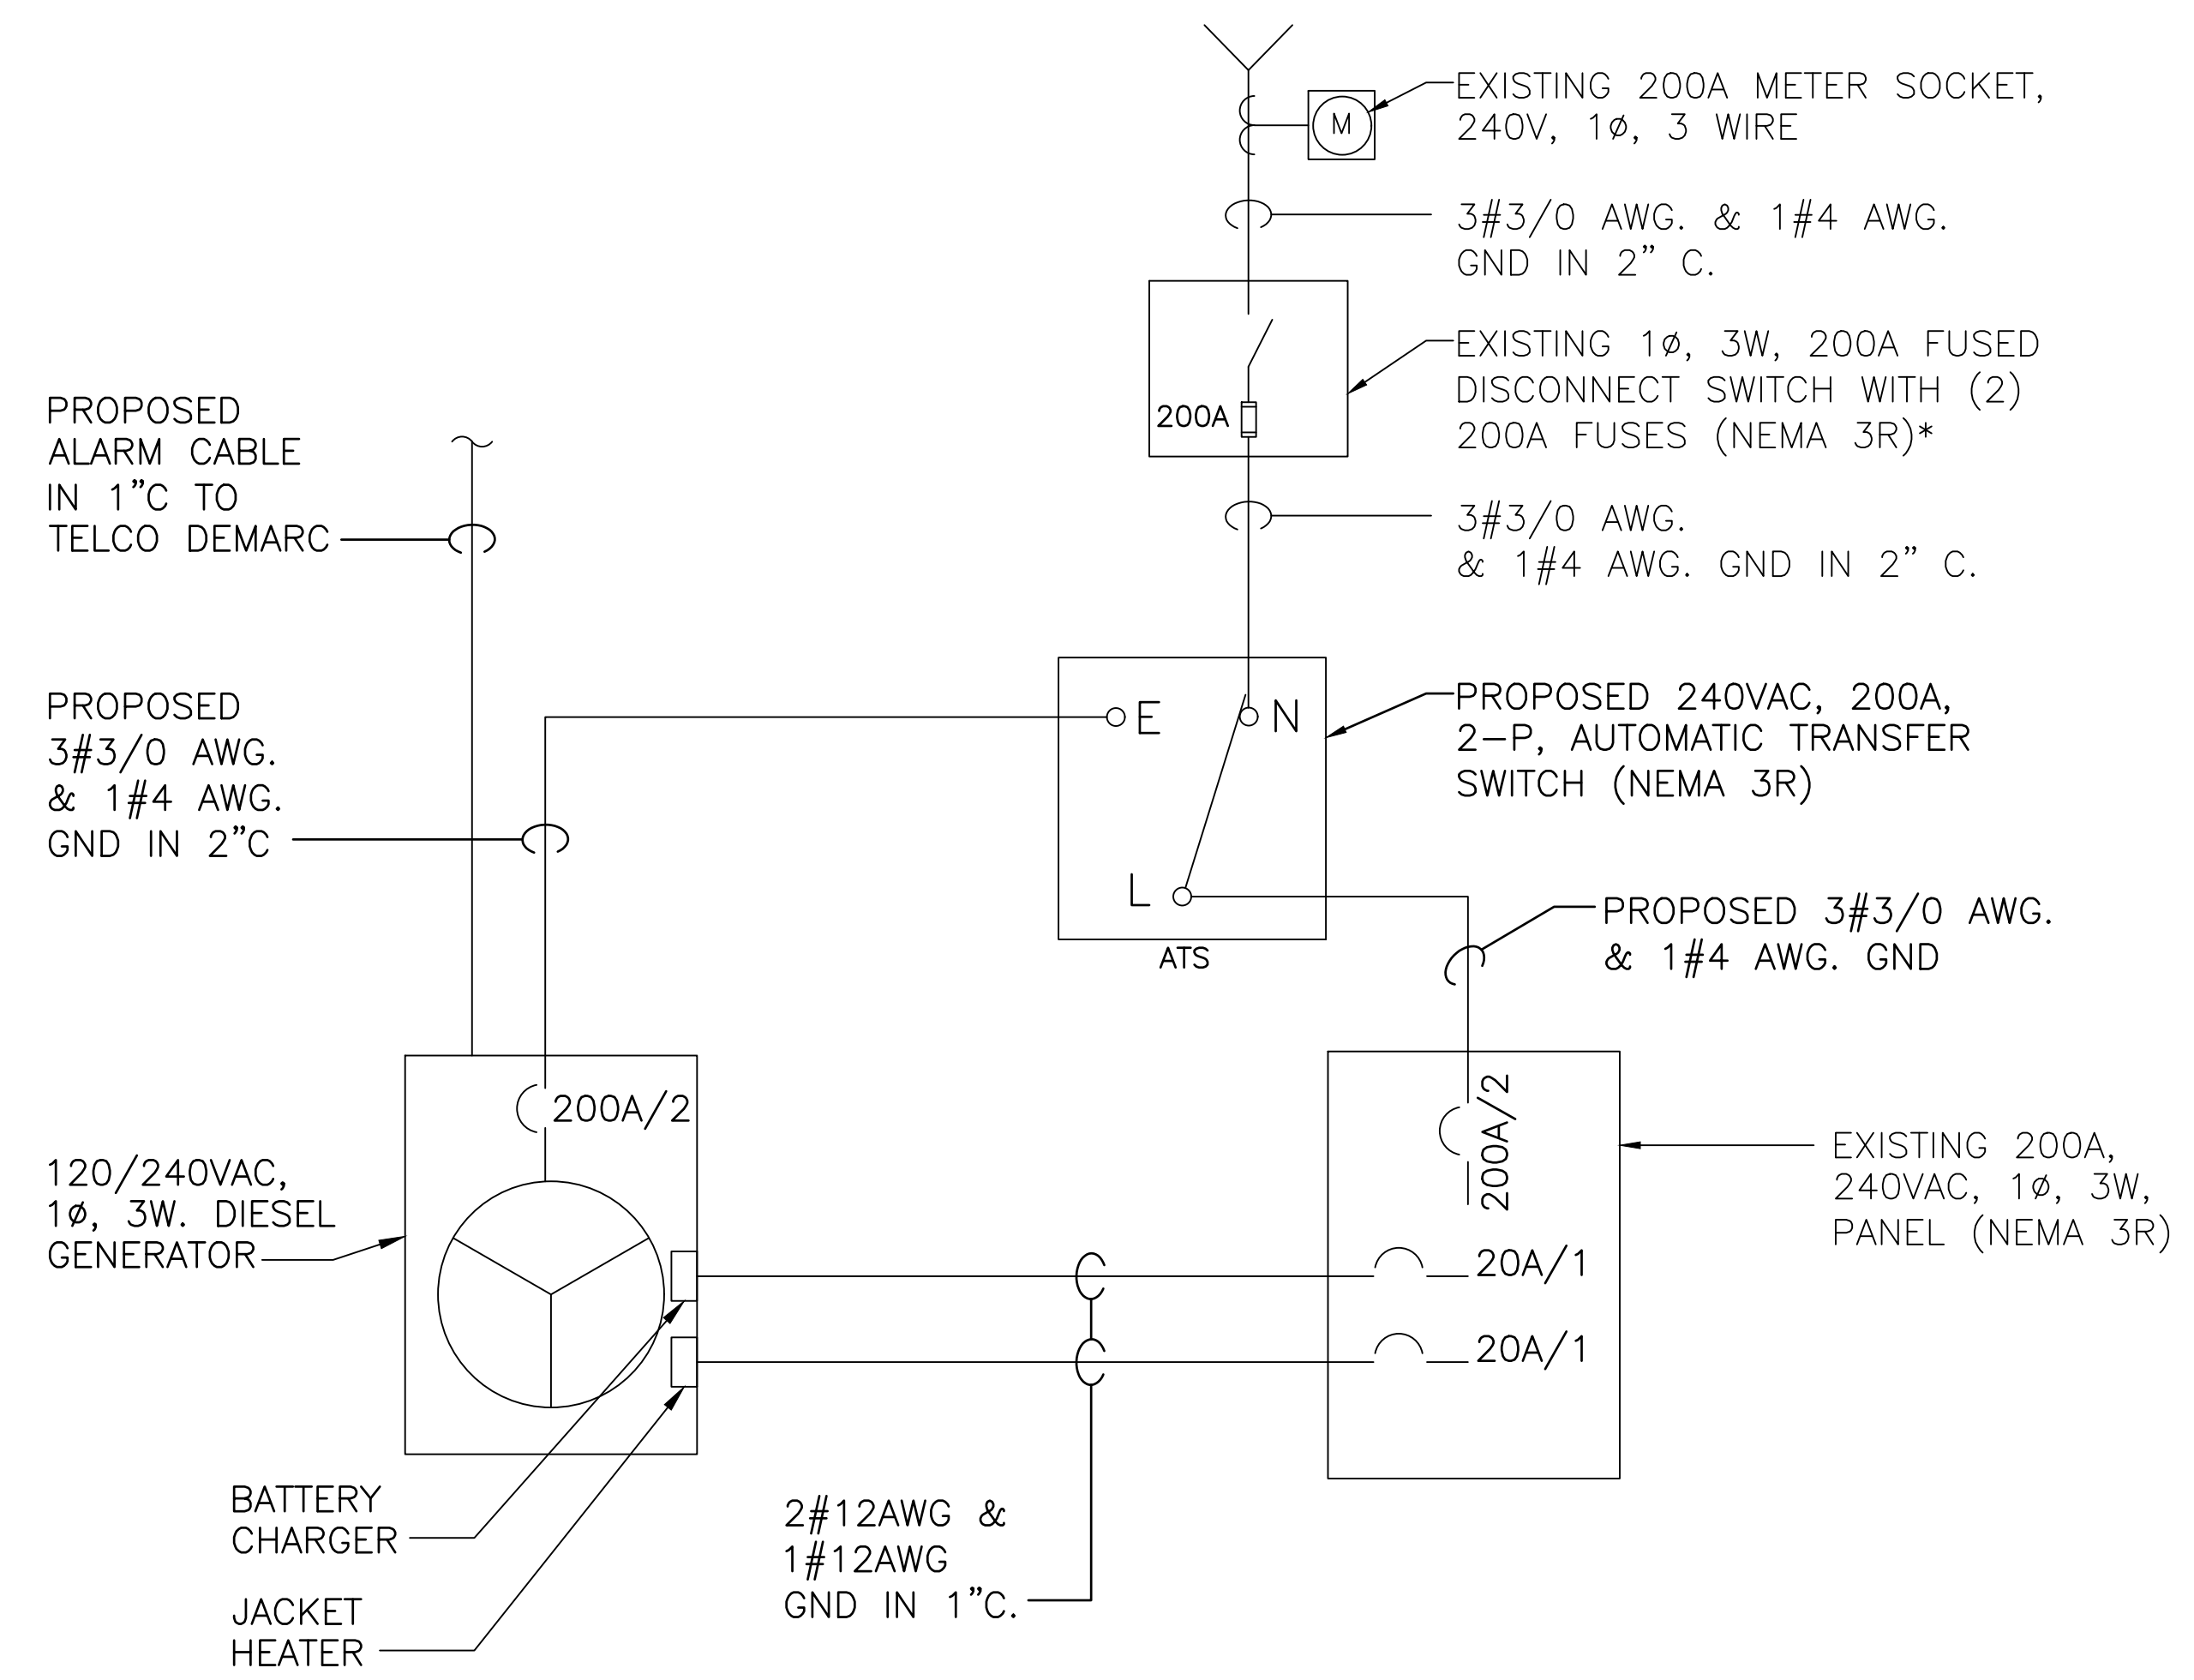 M
EXISTING 200A METER SOCKET,
240V, 1ø, 3 WIRE
3#3/0 AWG. & 1#4 AWG.
GND IN 2" C.
200A
EXISTING 1ø, 3W, 200A FUSED
DISCONNECT SWITCH WITH (2)
200A FUSES (NEMA 3R)*
PROPOSED
ALARM CABLE
IN 1"C TO
TELCO DEMARC
3#3/0 AWG.
& 1#4 AWG. GND IN 2" C.
PROPOSED
3#3/0 AWG.
& 1#4 AWG.
GND IN 2"C
E
N
L
ATS
PROPOSED 240VAC, 200A,
2-P, AUTOMATIC TRANSFER
SWITCH (NEMA 3R)
PROPOSED 3#3/0 AWG.
& 1#4 AWG. GND
200A/2
200A/2
120/240VAC,
1ø, 3W. DIESEL
GENERATOR
EXISTING 200A,
240VAC, 1ø, 3W,
PANEL (NEMA 3R)
20A/1
20A/1
BATTERY
CHARGER
JACKET
HEATER
2#12AWG &
1#12AWG
GND IN 1"C.